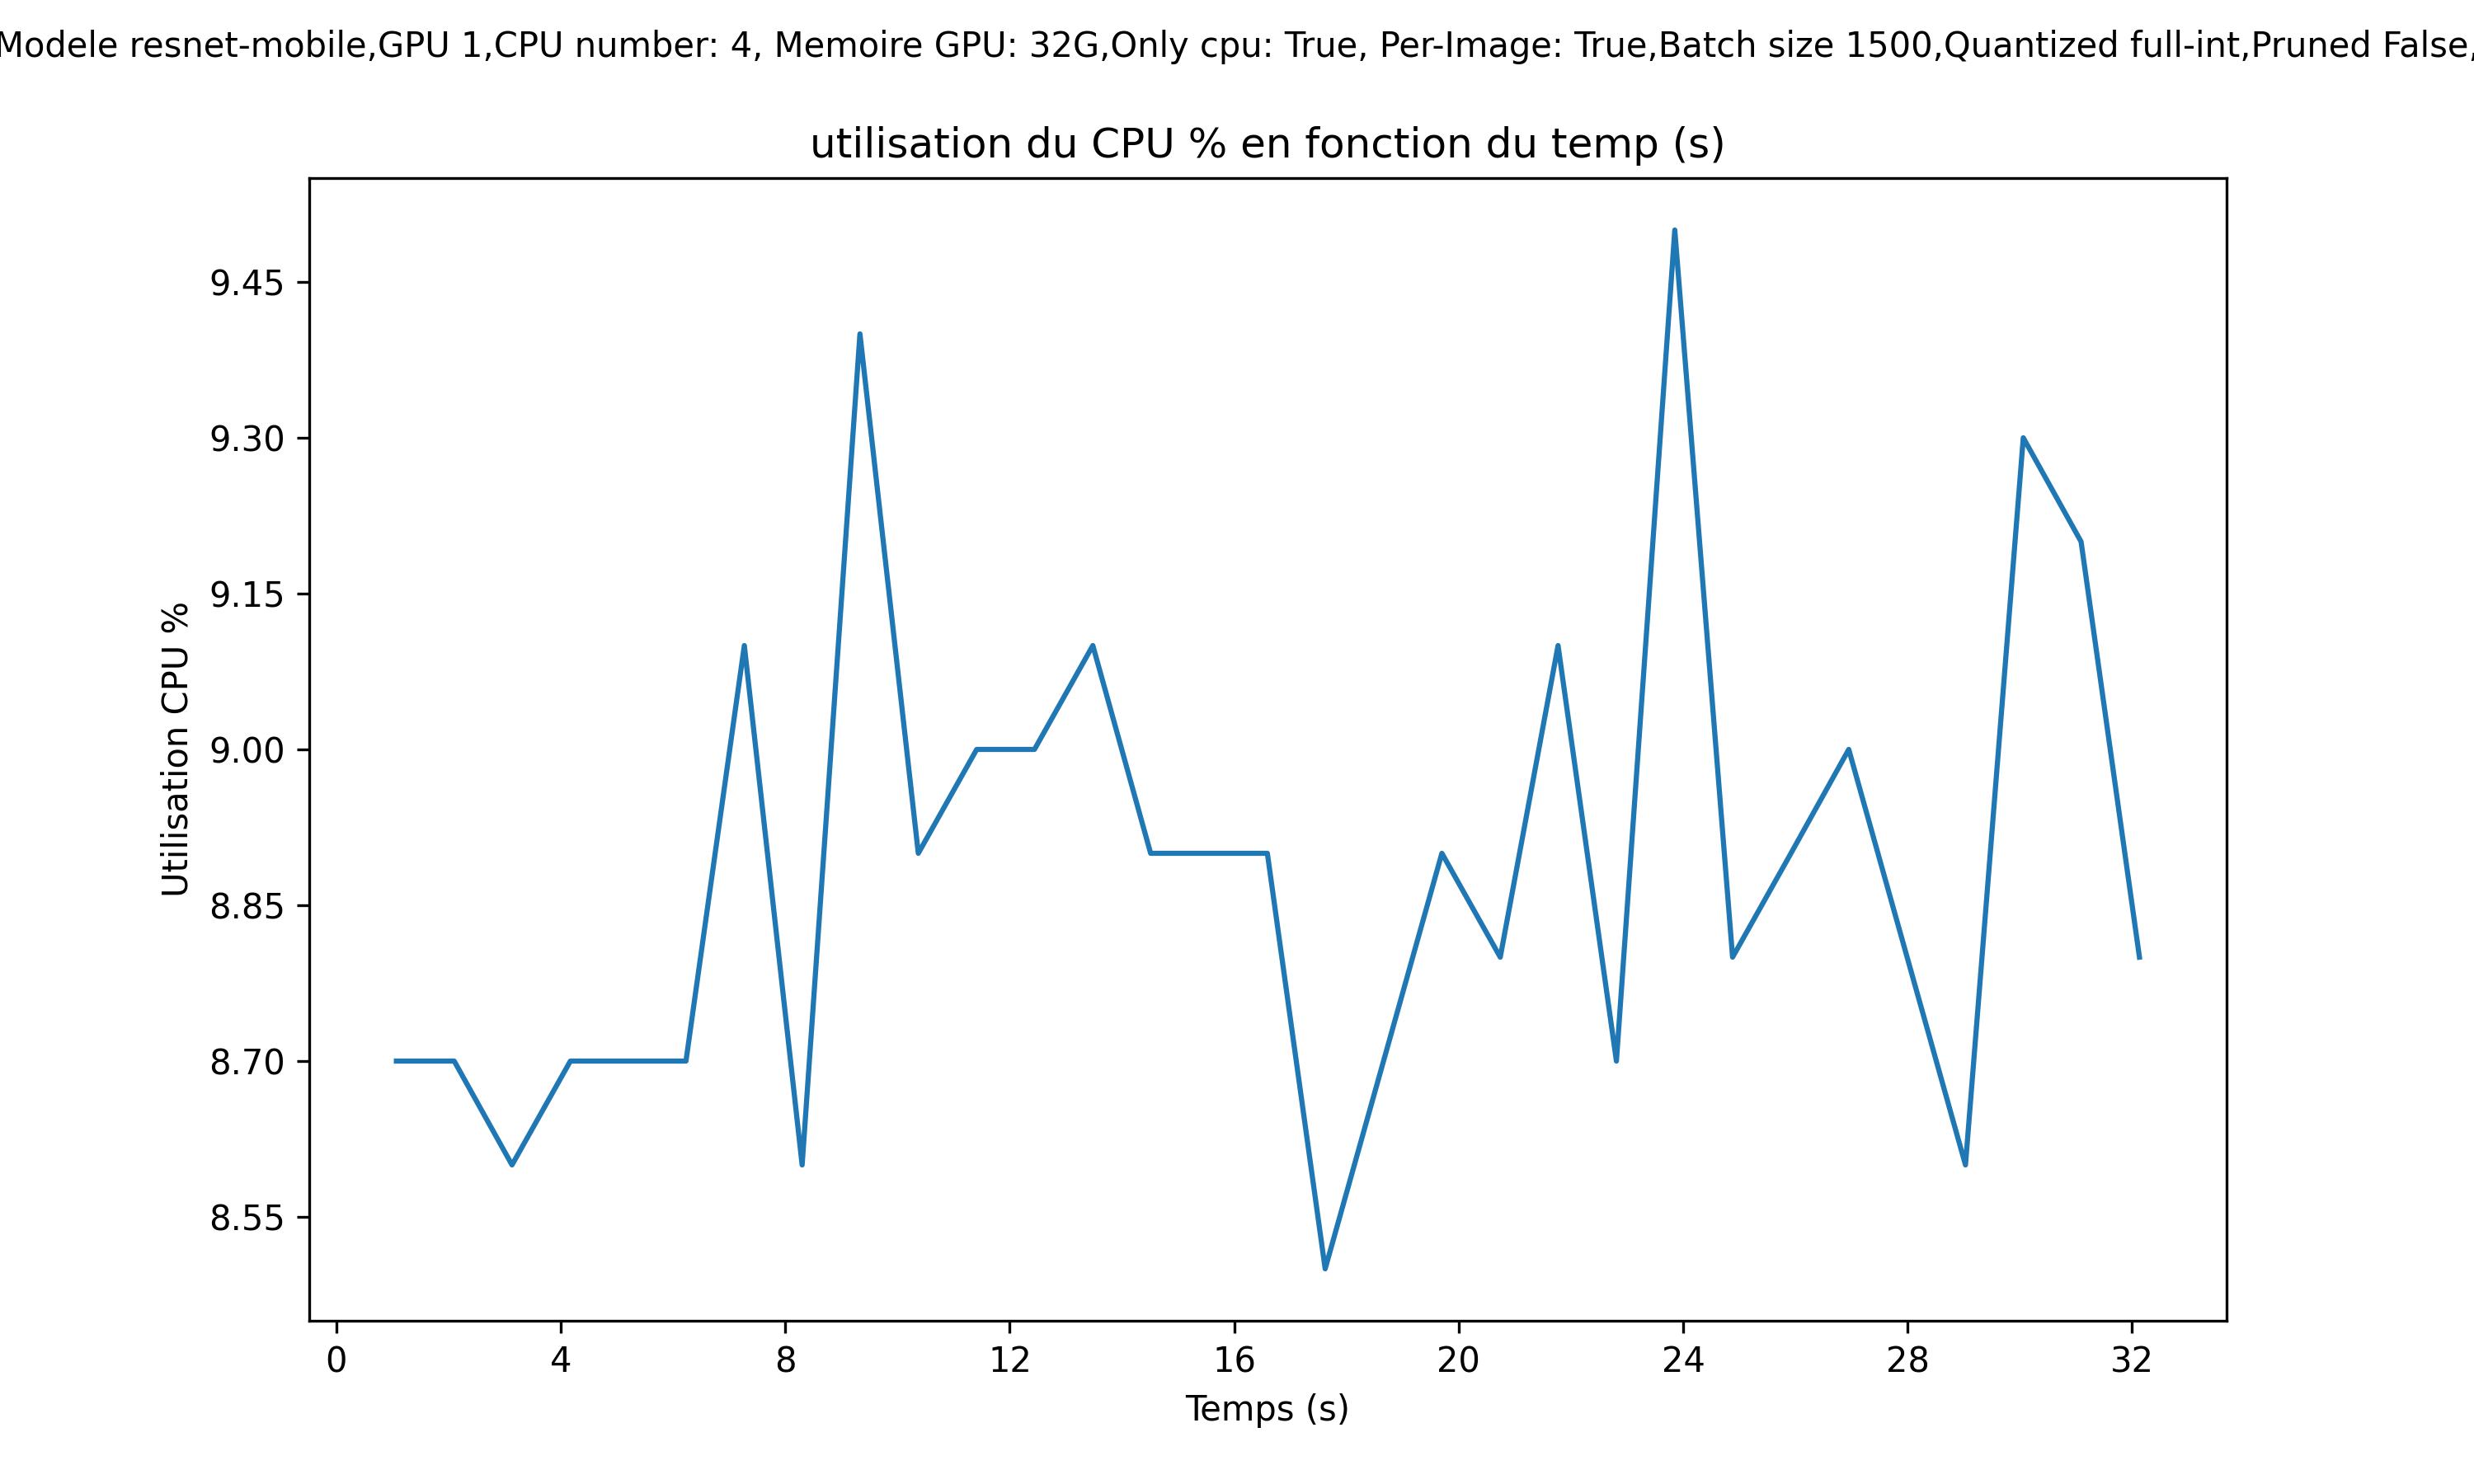 Modele resnet-mobile,GPU 1,CPU number: 4, Memoire GPU: 32G,Only cpu: True, Per-Image: True,Batch size 1500,Quantized full-int,Pruned False,
utilisation du CPU % en fonction du temp (s)
Utilisation CPU %
9.45
9.30
9.15
9.00
8.85
8.70
8.55
0 4 8 12 16 20 24 28 32
Temps (s)